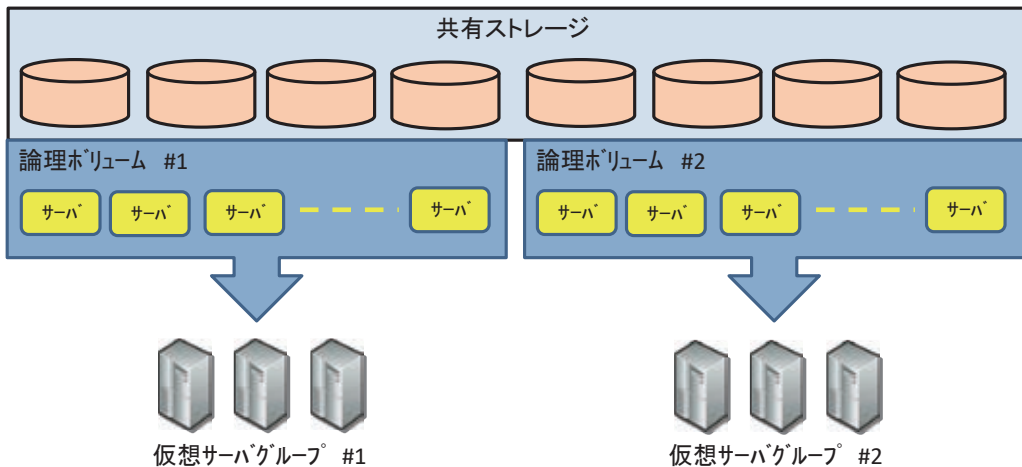 共有ストレージ
論理ボリューム #1
サーバ サーバ サーバ サーバ
仮想サーバグループ #1
論理ボリューム #2
サーバ サーバ サーバ サーバ
仮想サーバグループ #2